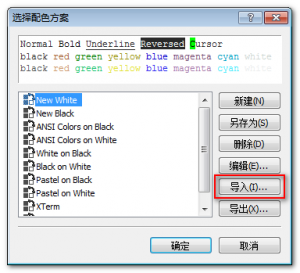 选择配色方案
Normal Bold Underline Reversed Cursor
black red green yellow blue magenta cyan white
black red green yellow blue magenta cyan white
New White
New Black
ANSI Colors on Black
ANSI Colors on White
White on Black
Black on White
Pastel on Black
Pastel on White
XTerm
新建(N)
另存为(S)
删除(D)
编辑(E)...
导入(I)...
导出(X)...
确定
取消